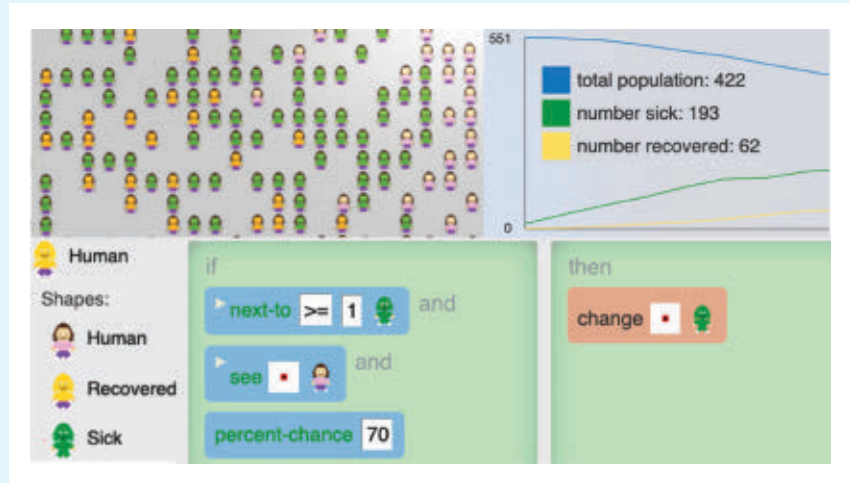 551
total population: 422
number sick: 193
number recovered: 62
0
Human
Shapes:
Human
Recovered
Sick
if
next-to >= 1 and
see and
percent-chance 70
then
change